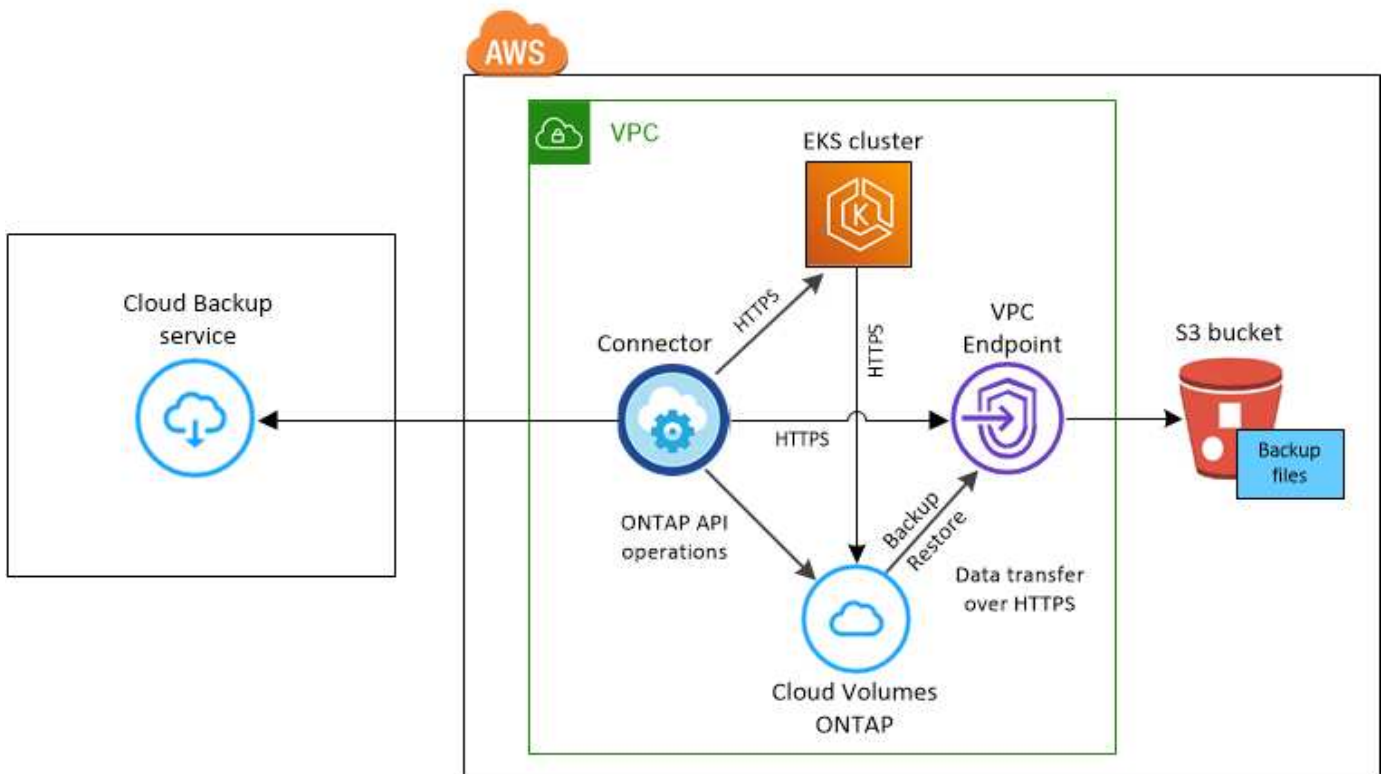 AWS
VPC
EKS cluster
K
Cloud Backup
service
Connector
HTTPS
HTTPS
VPC
Endpoint
S3 bucket
HTTPS
Backup
files
ONTAP API
operations
Backup
Restore
Data transfer
over HTTPS
Cloud Volumes
ONTAP